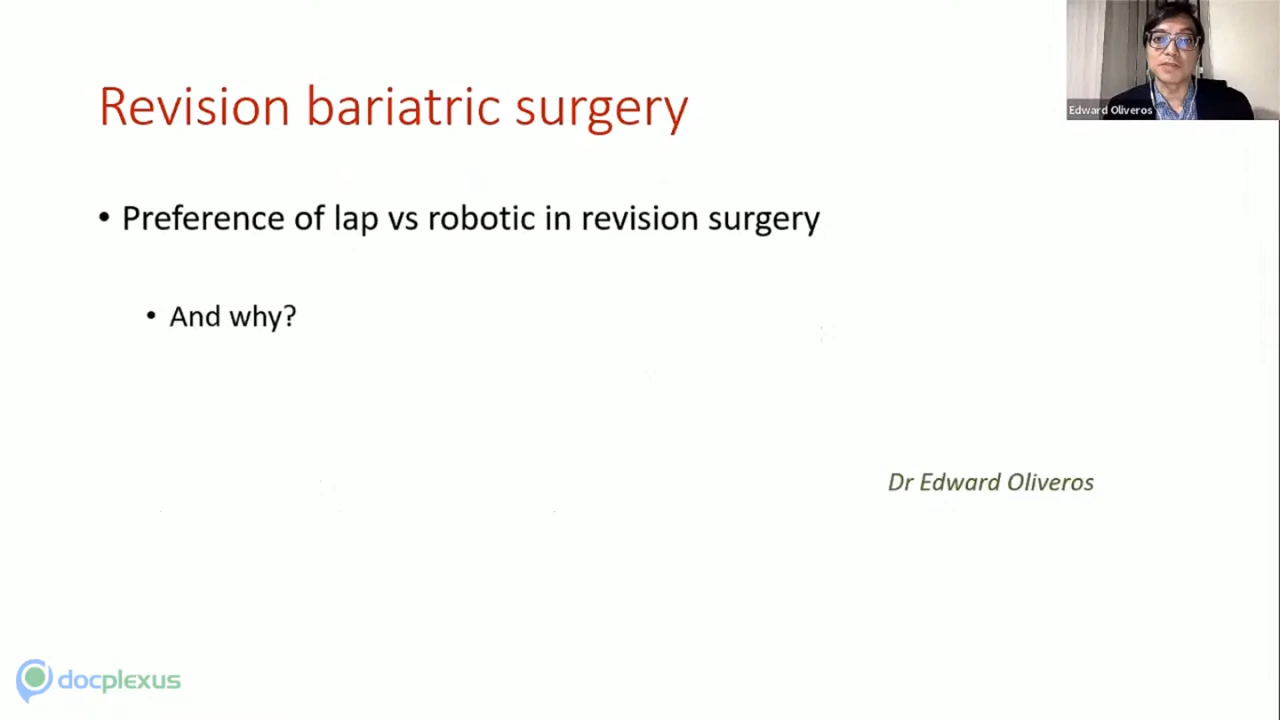 Revision bariatric surgery
Edward Oliveros
• Preference of lap vs robotic in revision surgery
• And why?
Dr Edward Oliveros
docplexus